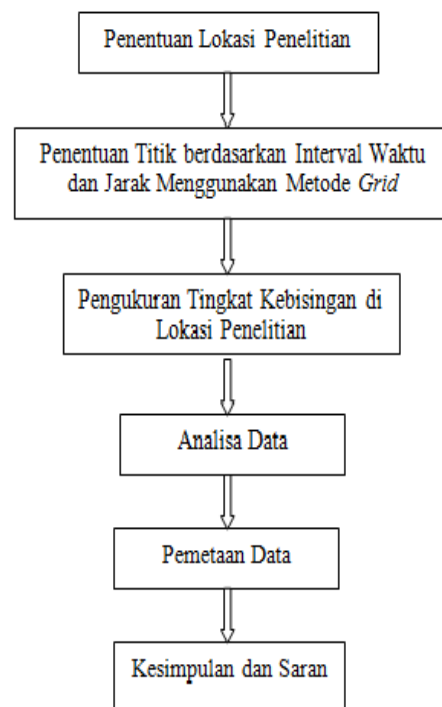 Penentuan Lokasi Penelitian
Penentuan Titik berdasarkan Interval Waktu
dan Jarak Menggunakan Metode Grid
Pengukuran Tingkat Kebisingan di
Lokasi Penelitian
Analisa Data
Pemetaan Data
Kesimpulan dan Saran